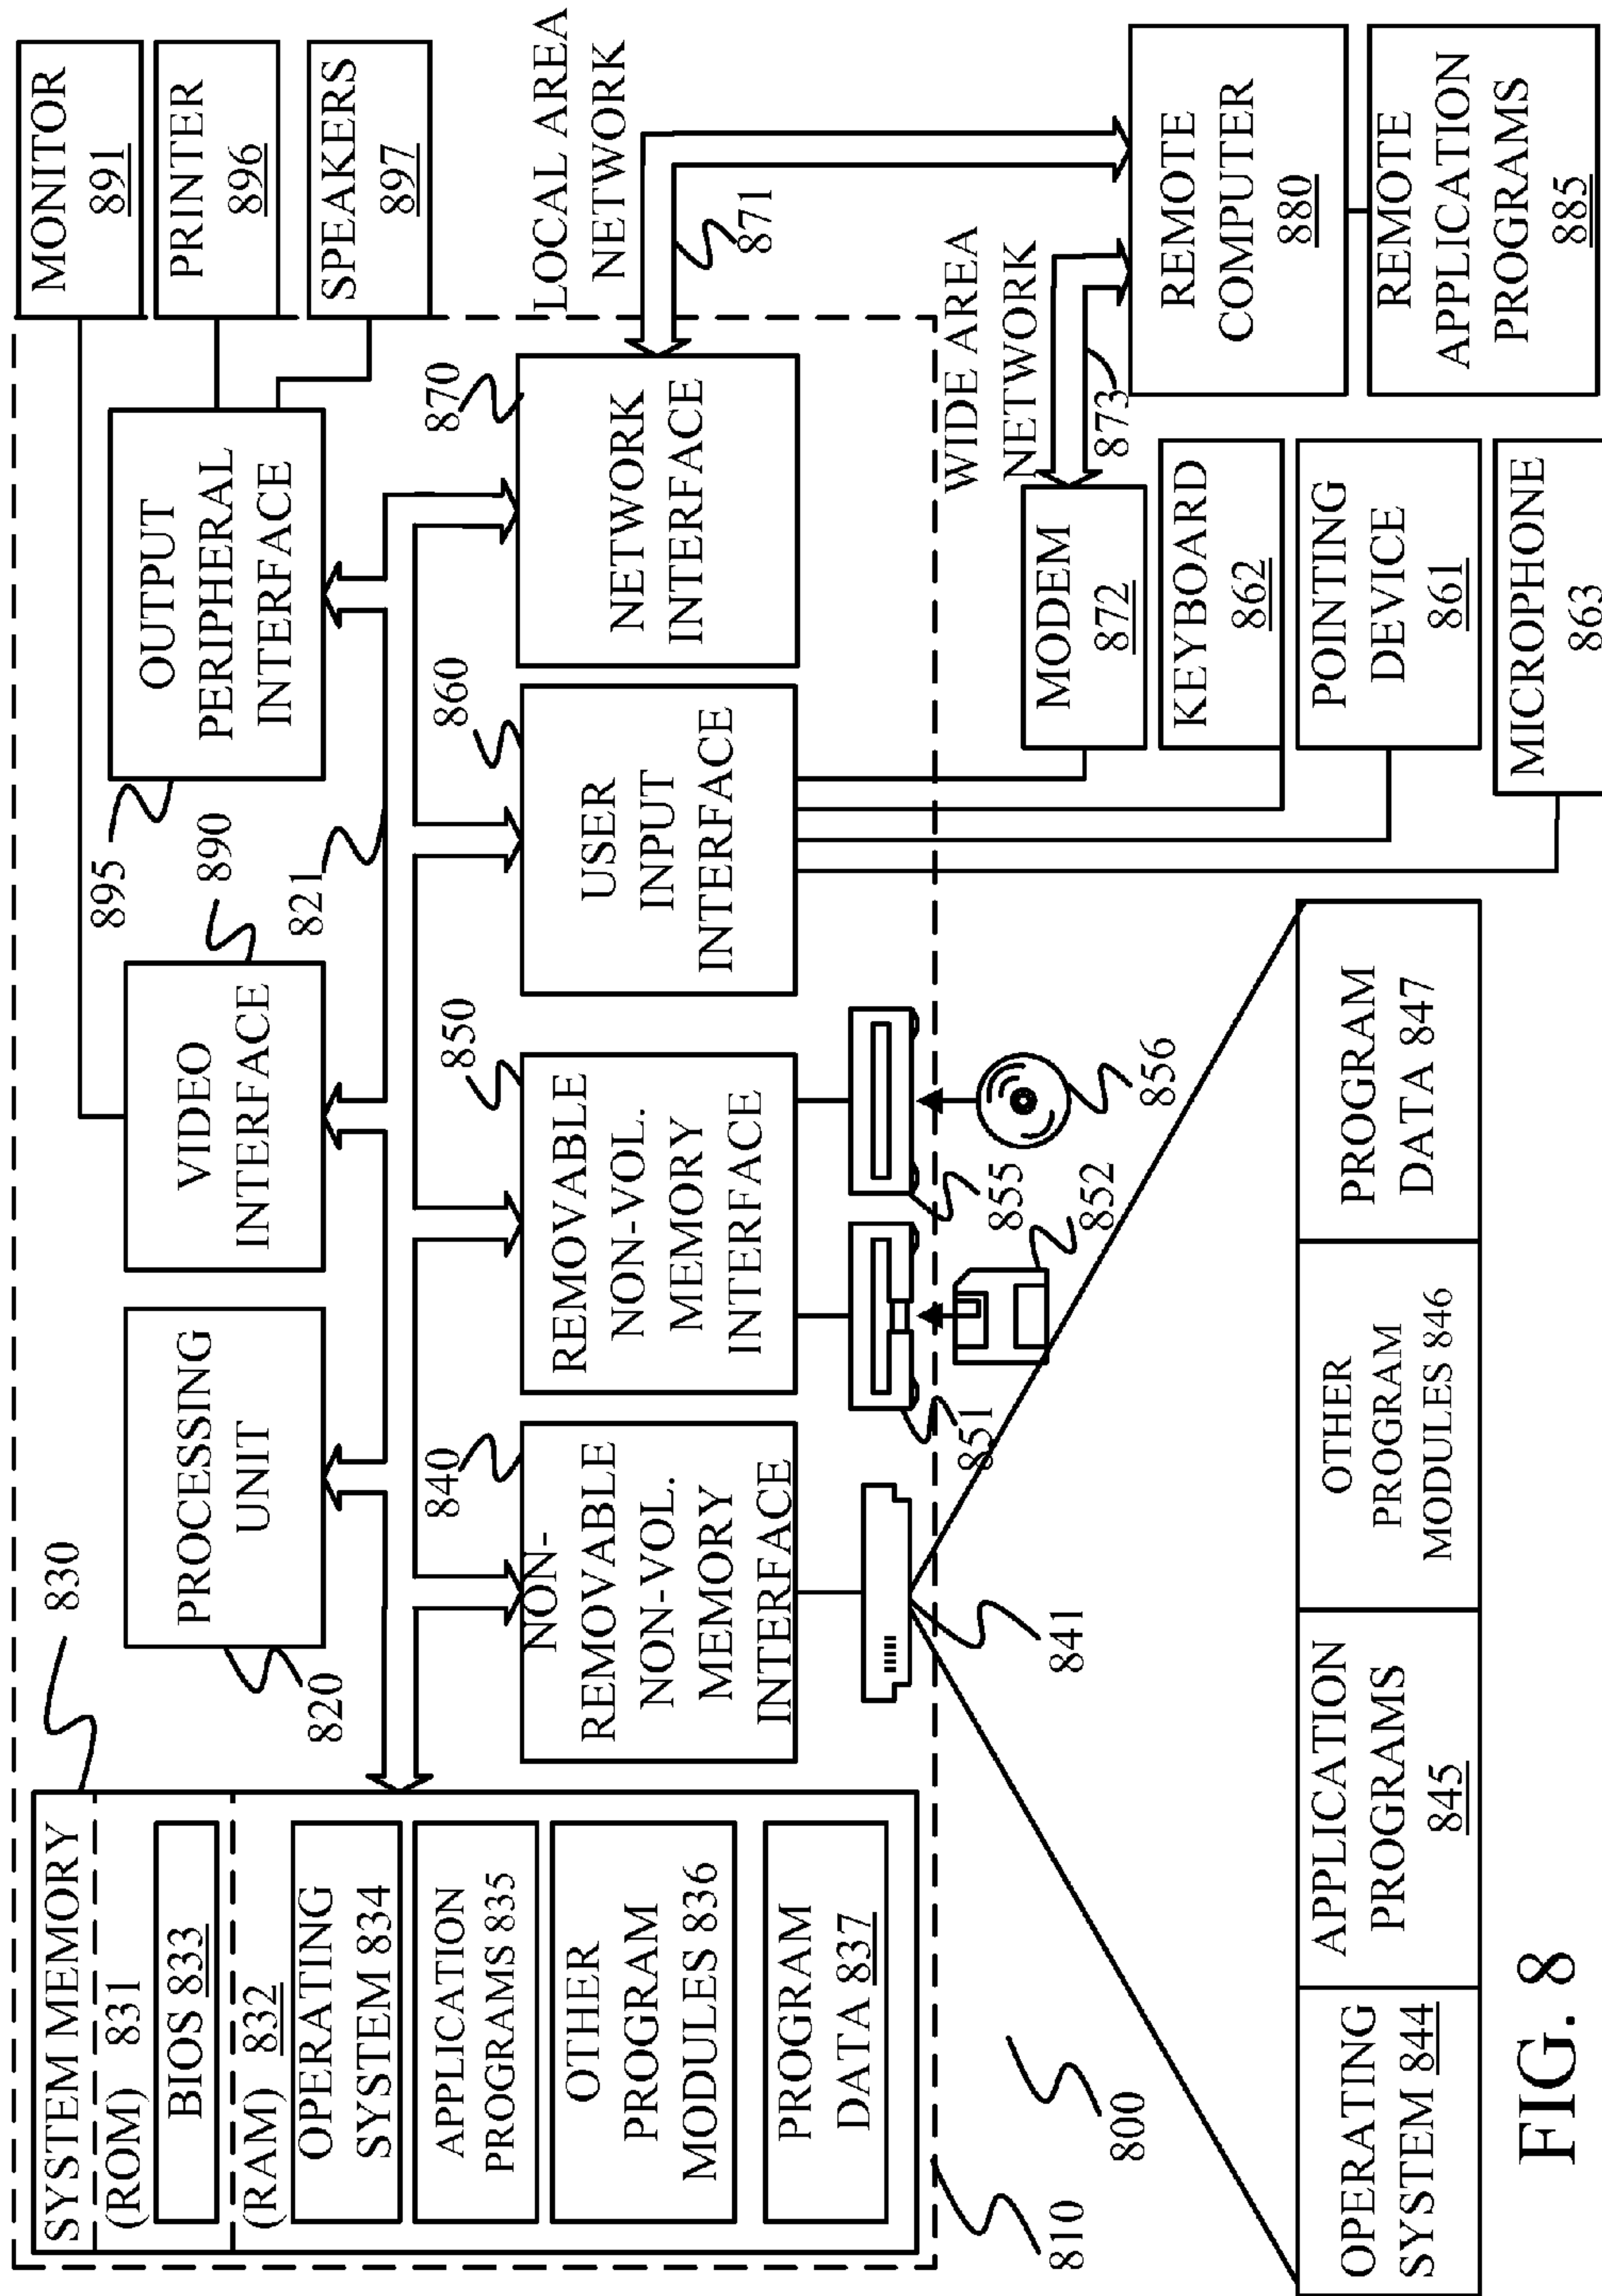 SYSTEM MEMORY
(ROM) 831
BIOS 833
(RAM) 832
OPERATING
SYSTEM 834
APPLICATION
PROGRAMS 835
OTHER
PROGRAM
MODULES 836
PROGRAM
DATA 837
830
820
PROCESSING
UNIT
VIDEO
INTERFACE
890
821
895
OUTPUT
PERIPHERAL
INTERFACE
MONITOR
891
PRINTER
896
SPEAKERS
897
840
NON-
REMOVABLE
NON-VOL.
MEMORY
INTERFACE
850
REMOVABLE
NON-VOL.
MEMORY
INTERFACE
860
USER
INPUT
INTERFACE
870
NETWORK
INTERFACE
LOCAL AREA
NETWORK
871
810
800
841
851
852
855
856
WIDE AREA
NETWORK
873
MODEM
872
KEYBOARD
862
POINTING
DEVICE
861
MICROPHONE
863
REMOTE
COMPUTER
880
REMOTE
APPLICATION
PROGRAMS
885
OPERATING
SYSTEM 844
APPLICATION
PROGRAMS
845
OTHER
PROGRAM
MODULES 846
PROGRAM
DATA 847
FIG. 8